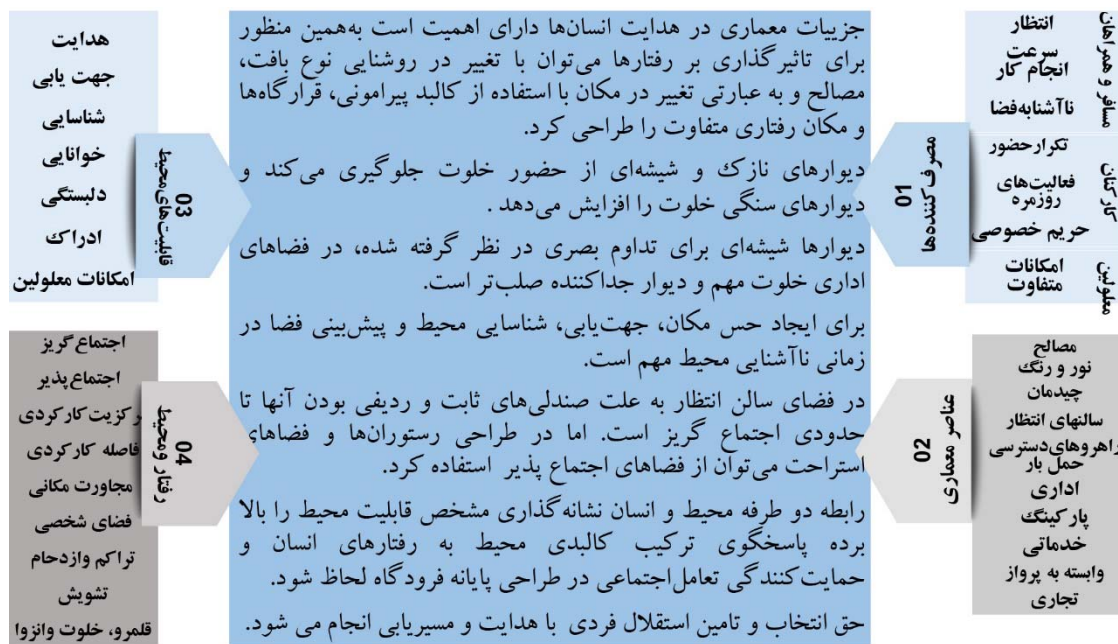 مسافر و همراهان
انتظار
سرعت
انجام کار
ناآشنابه‌فضا
کارکنان
تکرارحضور
فعالیت‌های
روزمره
حریم خصوصی
معلولین
امکانات
متفاوت
01
مصرف‌کننده‌ها
مصالح
نور و رنگ
چیدمان
سالنهای انتظار
راهروهای‌دسترسی
حمل بار
اداری
پارکینگ
خدماتی
وابسته به پرواز
تجاری
02
عناصر معماری
جزییات معماری در هدایت انسان‌ها دارای اهمیت است به‌همین منظور
برای تاثیرگذاری بر رفتارها می‌توان با تغییر در روشنایی نوع بافت،
مصالح و به عبارتی تغییر در مکان با استفاده از کالبد پیرامونی، قرارگاه‌ها
و مکان رفتاری متفاوت را طراحی کرد.
دیوارهای نازک و شیشه‌ای از حضور خلوت جلوگیری می‌کند و
دیوارهای سنگی خلوت را افزایش می‌دهد .
دیوارها شیشه‌ای برای تداوم بصری در نظر گرفته شده، در فضاهای
اداری خلوت مهم و دیوار جداکننده صلب‌تر است.
برای ایجاد حس مکان، جهت‌یابی، شناسایی محیط و پیش‌بینی فضا در
زمانی ناآشنایی محیط مهم است.
در فضای سالن انتظار به علت صندلی‌های ثابت و ردیفی بودن آنها تا
حدودی اجتماع گریز است. اما در طراحی رستوران‌ها و فضاهای
استراحت می‌توان از فضاهای اجتماع پذیر استفاده کرد.
رابطه دو طرفه محیط و انسان نشانه‌گذاری مشخص قابلیت محیط را بالا
برده پاسخگوی ترکیب کالبدی محیط به رفتارهای انسان و
حمایت‌کنندگی تعامل‌اجتماعی در طراحی پایانه فرودگاه لحاظ شود.
حق انتخاب و تامین استقلال فردی با هدایت و مسیریابی انجام می شود.
03
قابلیت‌های‌محیط
هدایت
جهت یابی
شناسایی
خوانایی
دلبستگی
ادراک
امکانات معلولین
04
رفتار ومحیط
اجتماع گریز
اجتماع‌پذیر
رکزیت کارکردی
فاصله کارکردی
مجاورت مکانی
فضای شخصی
تراکم وازدحام
تشویش
قلمرو، خلوت وانزوا